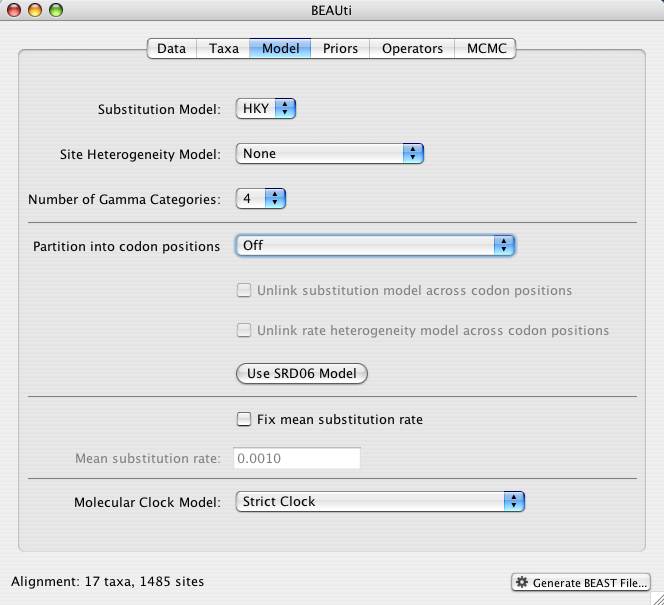 BEAUti
Data Taxa Model Priors Operators MCMC
Substitution Model: HKY
Site Heterogeneity Model: None
Number of Gamma Categories: 4
Partition into codon positions Off
Unlink substitution model across codon positions
Unlink rate heterogeneity model across codon positions
Use SRD06 Model
Fix mean substitution rate
Mean substitution rate: 0.0010
Molecular Clock Model: Strict Clock
Alignment: 17 taxa, 1485 sites Generate BEAST File...